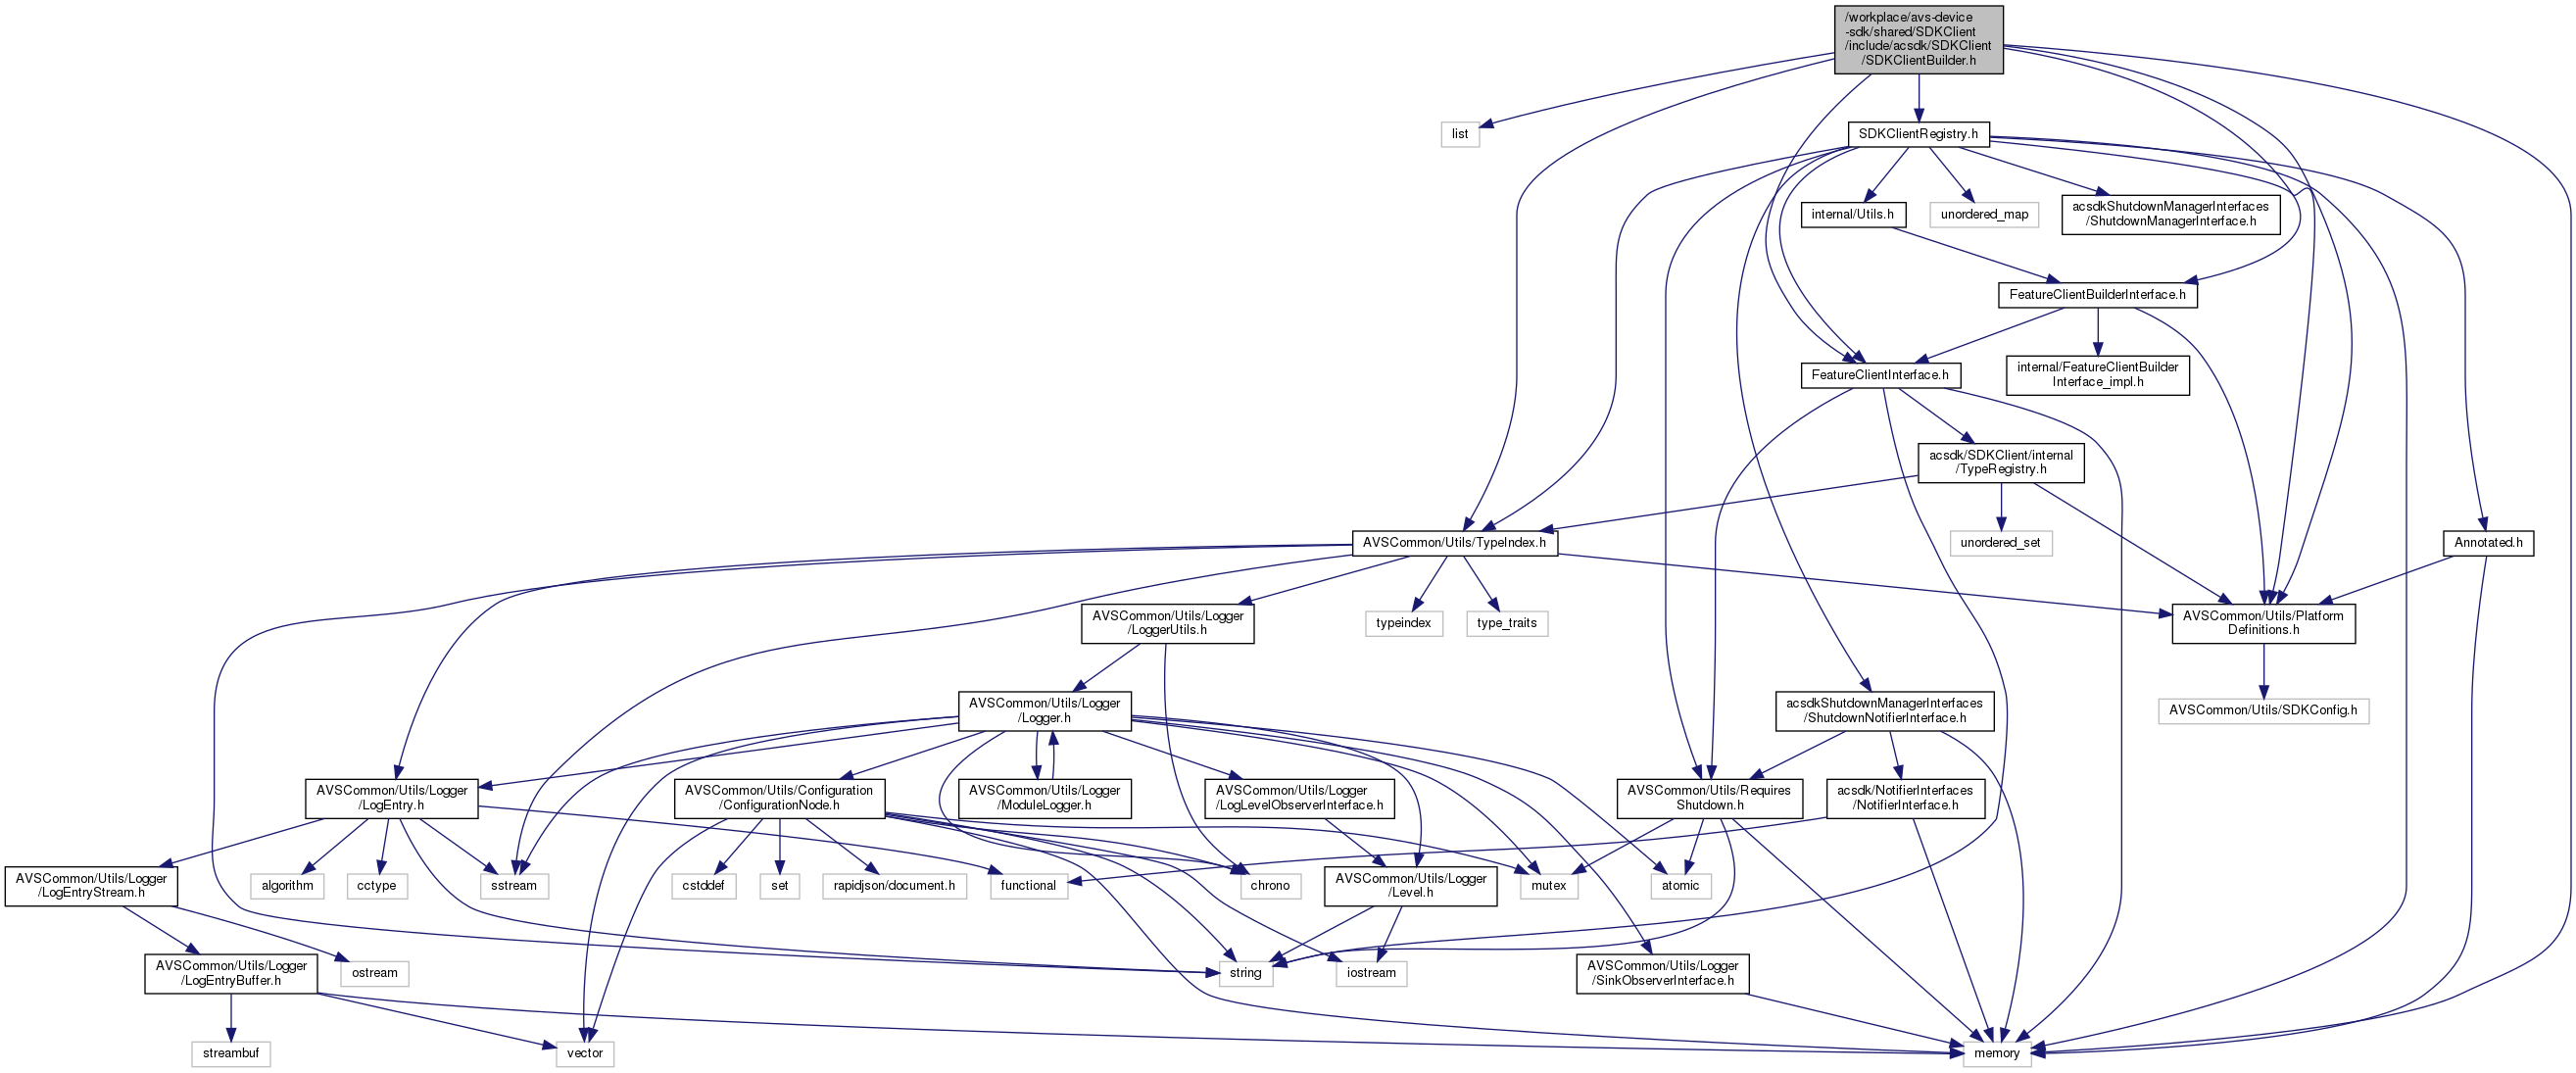 /workplace/avs-device
-sdk/shared/SDKClient
/include/acsdk/SDKClient
/SDKClientBuilder.h
list
SDKClientRegistry.h
internal/Utils.h
unordered_map
acsdkShutdownManagerInterfaces
/ShutdownManagerInterface.h
FeatureClientBuilderInterface.h
FeatureClientInterface.h
internal/FeatureClientBuilder
Interface_impl.h
acsdk/SDKClient/internal
/TypeRegistry.h
AVSCommon/Utils/TypeIndex.h
unordered_set
Annotated.h
AVSCommon/Utils/Logger
/LoggerUtils.h
typeindex
type_traits
AVSCommon/Utils/Platform
Definitions.h
AVSCommon/Utils/Logger
/Logger.h
acsdkShutdownManagerInterfaces
/ShutdownNotifierInterface.h
AVSCommon/Utils/SDKConfig.h
AVSCommon/Utils/Logger
/LogEntry.h
AVSCommon/Utils/Configuration
/ConfigurationNode.h
AVSCommon/Utils/Logger
/ModuleLogger.h
AVSCommon/Utils/Logger
/LogLevelObserverInterface.h
AVSCommon/Utils/Requires
Shutdown.h
acsdk/NotifierInterfaces
/NotifierInterface.h
AVSCommon/Utils/Logger
/LogEntryStream.h
algorithm
cctype
sstream
cstddef
set
rapidjson/document.h
functional
chrono
AVSCommon/Utils/Logger
/Level.h
mutex
atomic
AVSCommon/Utils/Logger
/LogEntryBuffer.h
ostream
string
iostream
AVSCommon/Utils/Logger
/SinkObserverInterface.h
streambuf
vector
memory